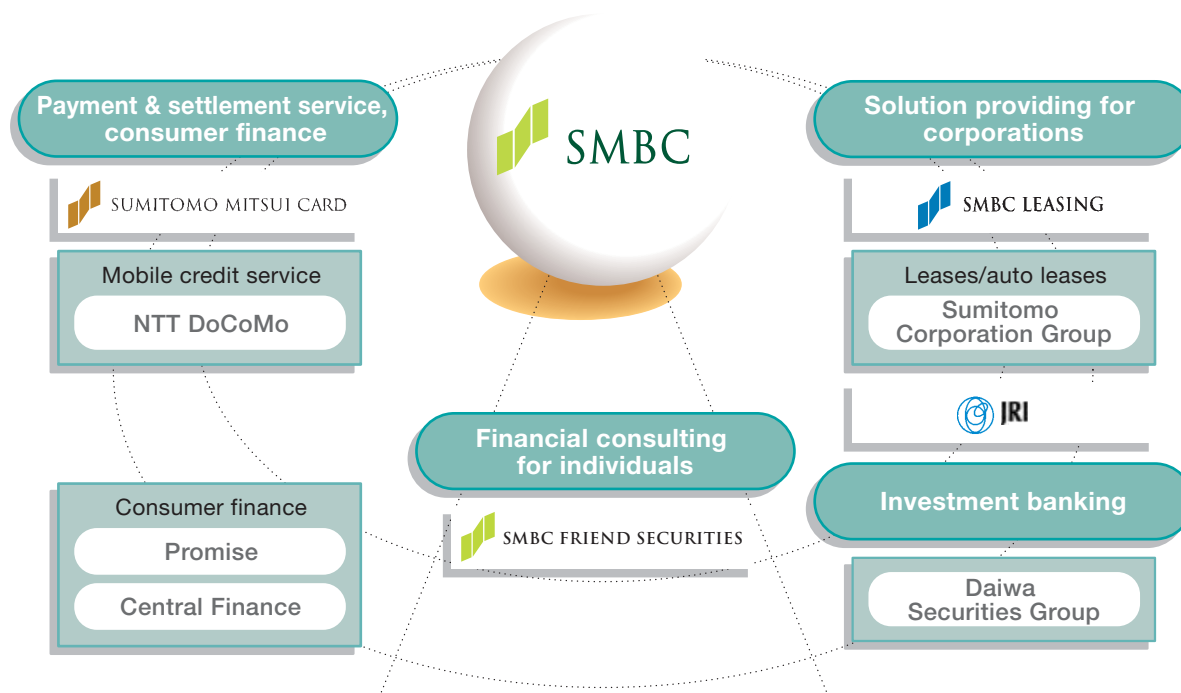 SMBC
Payment & settlement service,
consumer finance
SUMITOMO MITSUI CARD
Mobile credit service
NTT DoCoMo
Consumer finance
Promise
Central Finance
Financial consulting
for individuals
SMBC FRIEND SECURITIES
Solution providing for
corporations
SMBC LEASING
Leases/auto leases
Sumitomo
Corporation Group
JRI
Investment banking
Daiwa
Securities Group